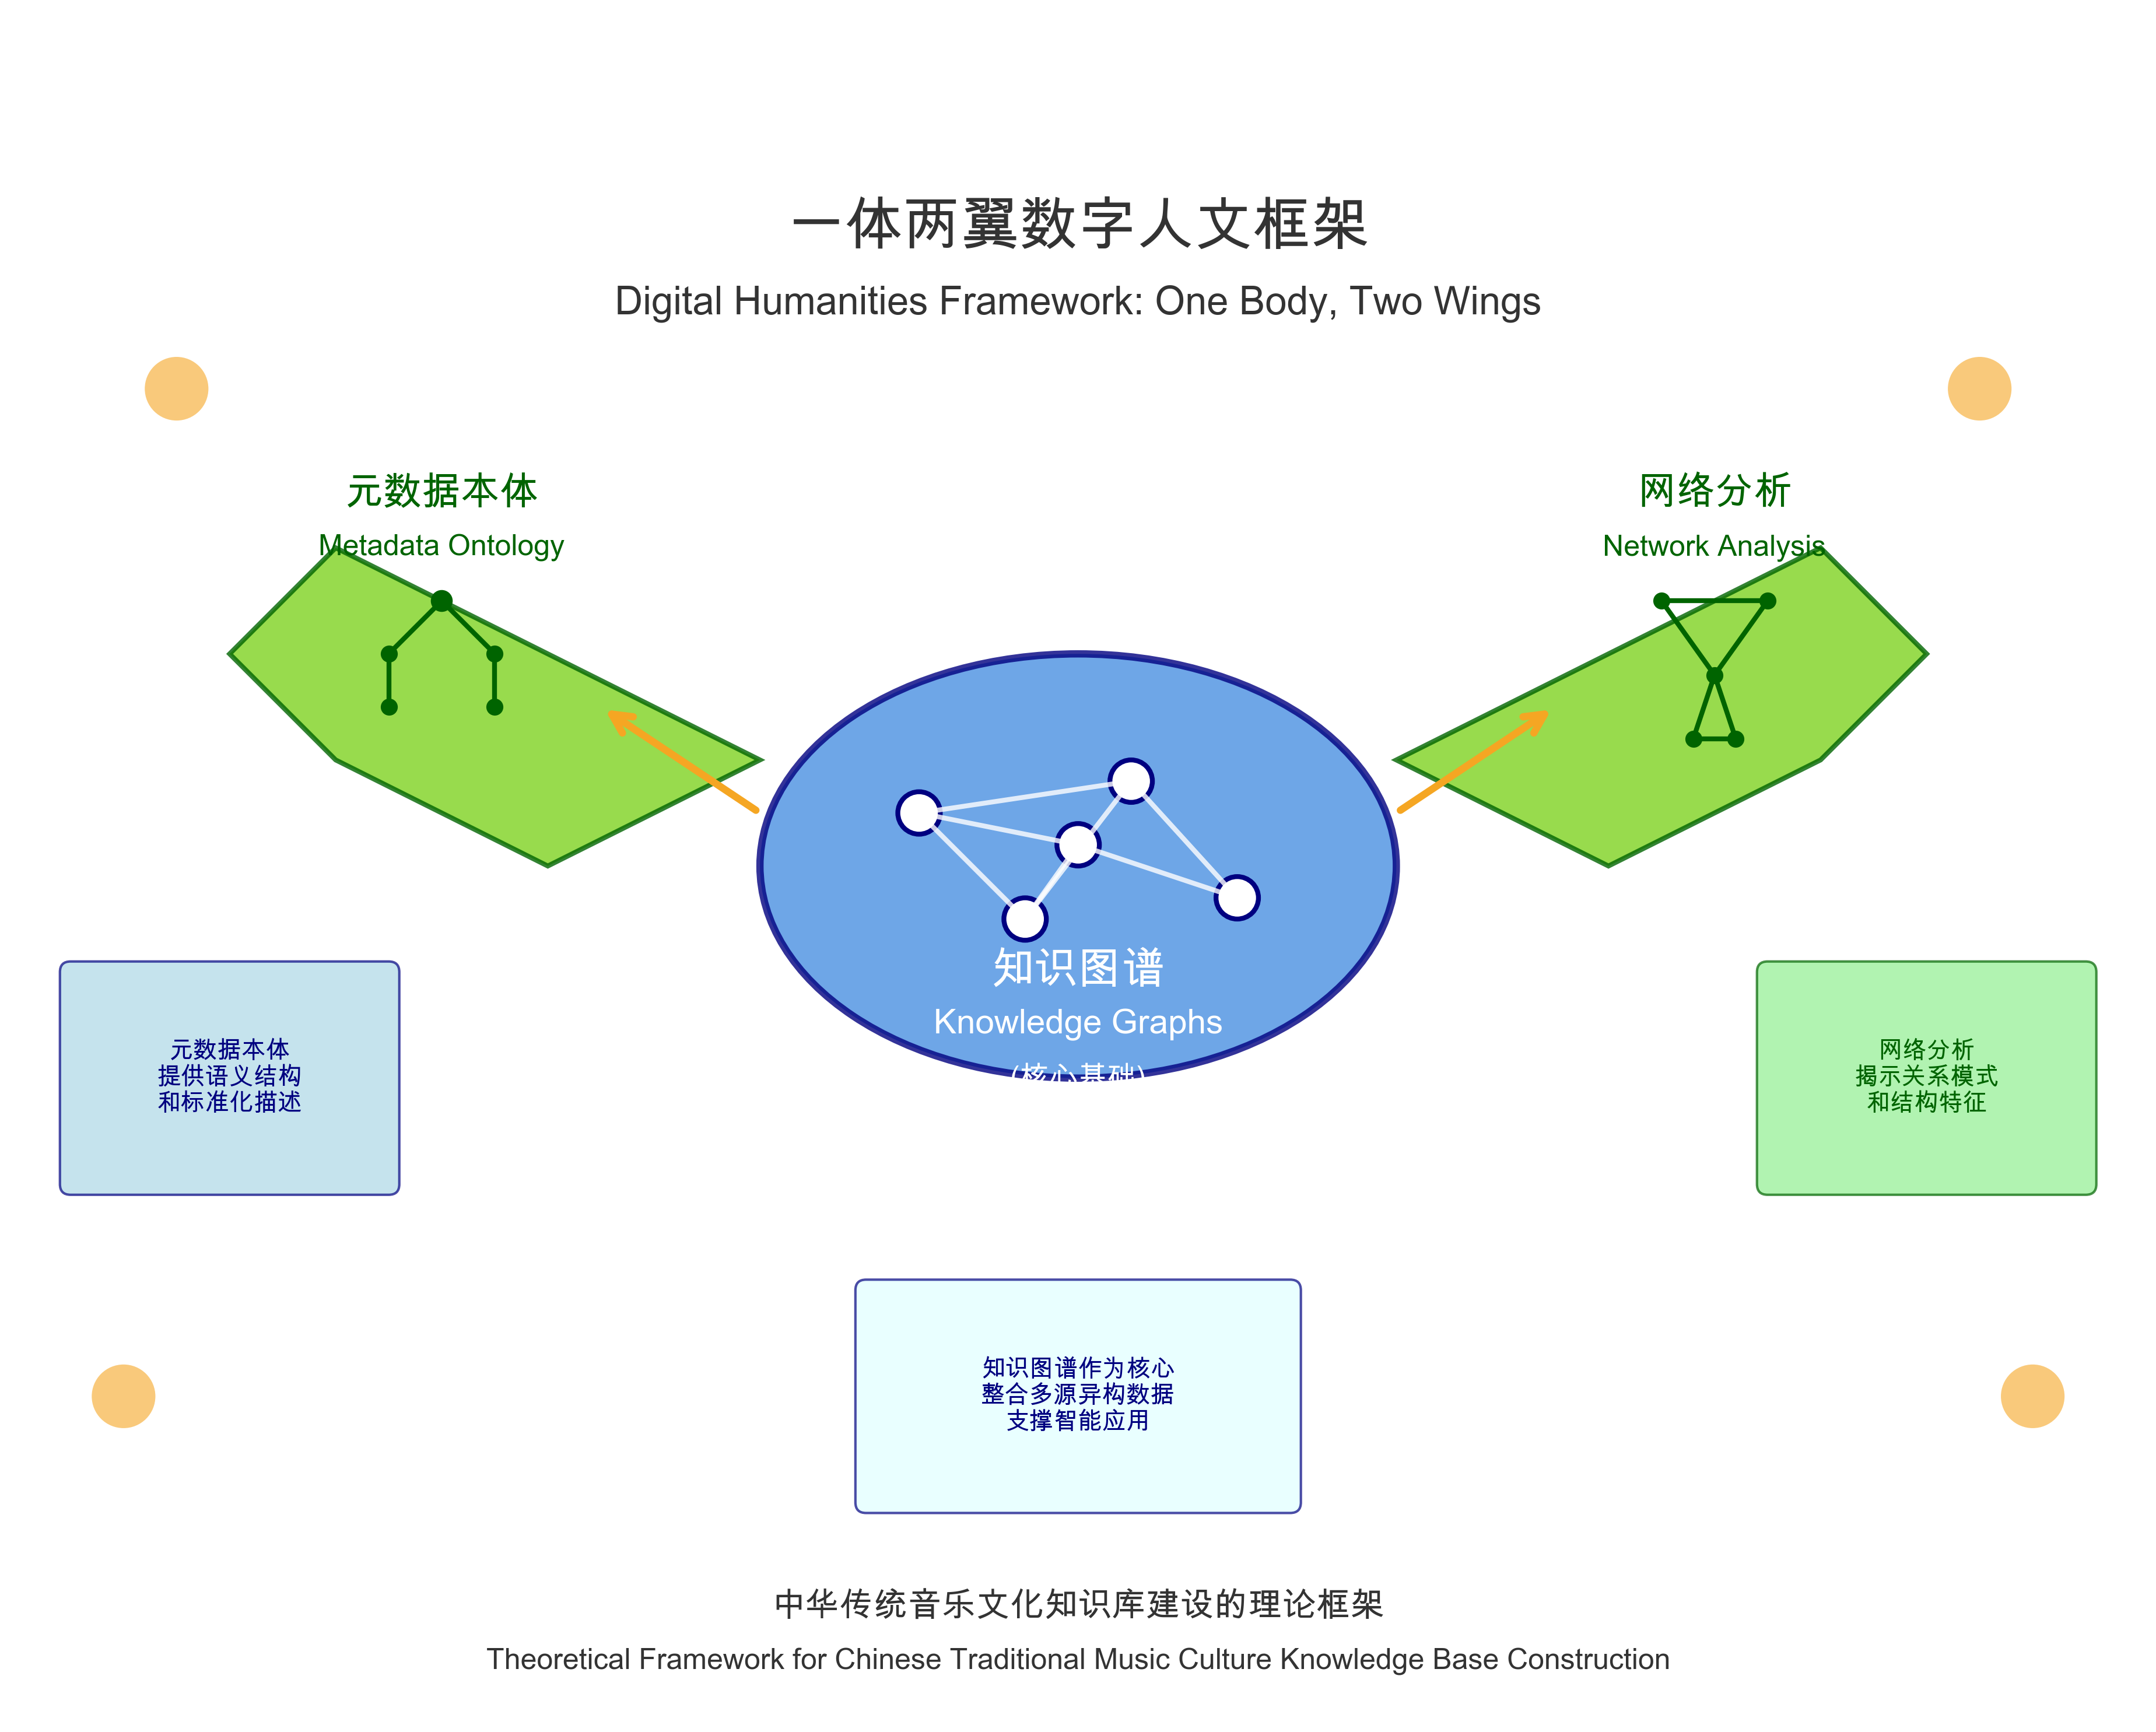 一体两翼数字人文框架
Digital Humanities Framework: One Body, Two Wings
元数据本体
Metadata Ontology
网络分析
Network Analysis
知识图谱
Knowledge Graphs
(核心基础)
元数据本体
提供语义结构
和标准化描述
网络分析
揭示关系模式
和结构特征
知识图谱作为核心
整合多源异构数据
支撑智能应用
中华传统音乐文化知识库建设的理论框架
Theoretical Framework for Chinese Traditional Music Culture Knowledge Base Construction